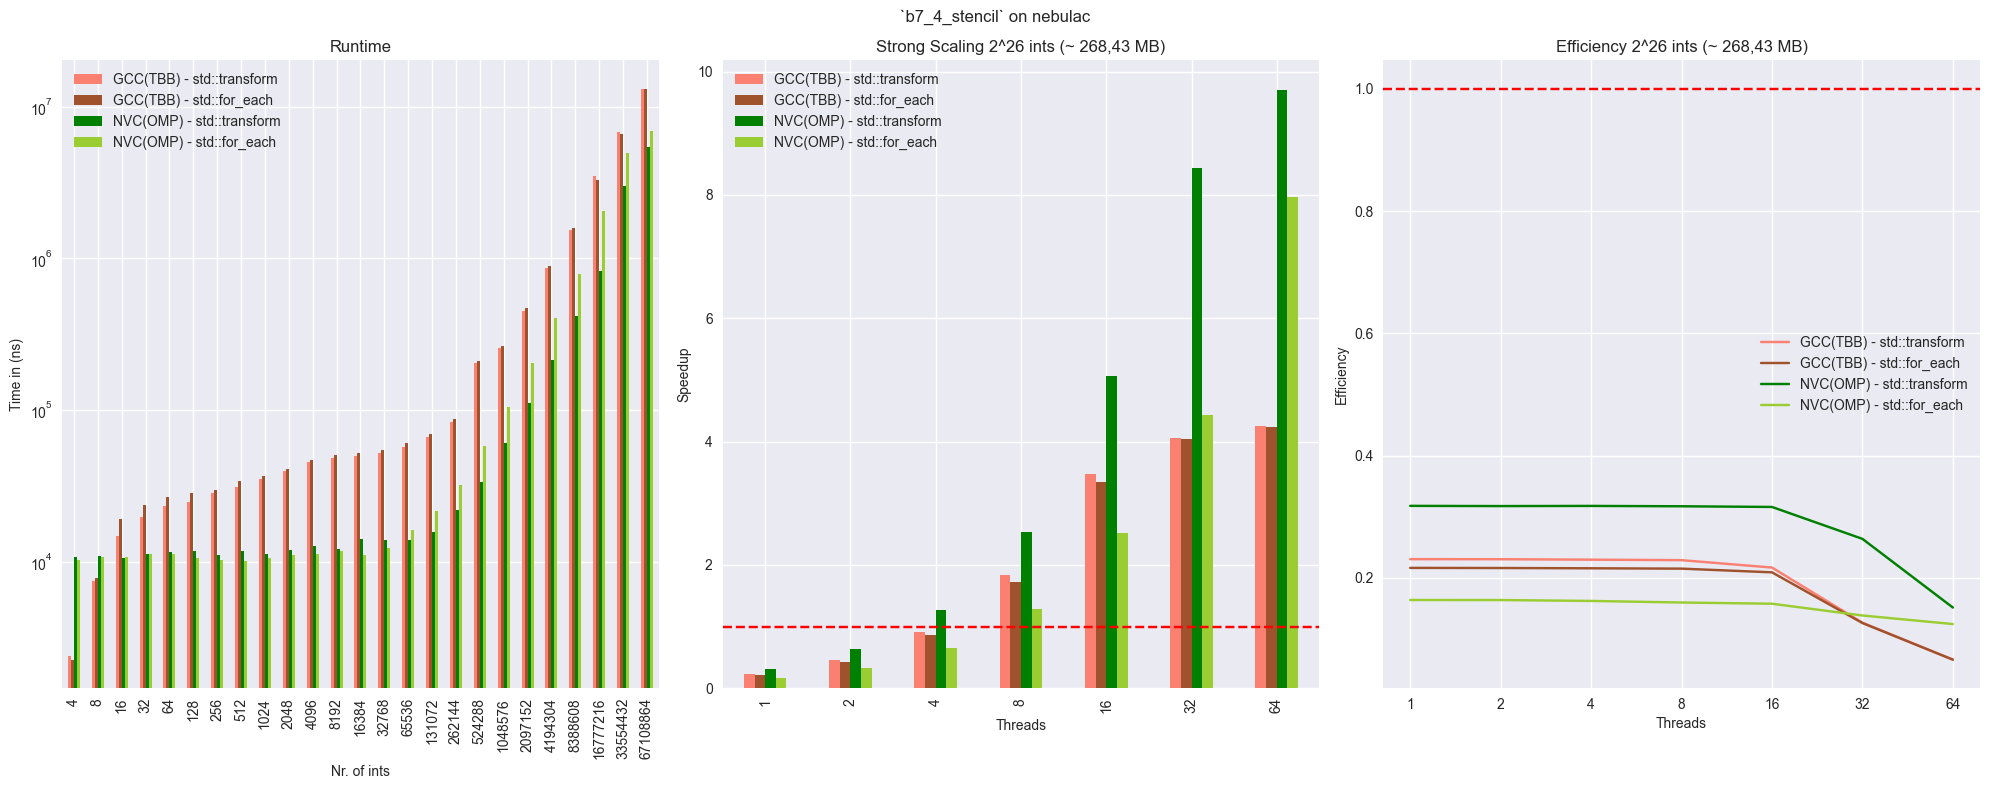 `b7_4_stencil` on nebulac
Runtime
GCC(TBB) - std::transform
GCC(TBB) - std::for_each
NVC(OMP) - std::transform
NVC(OMP) - std::for_each
10^7
10^6
10^5
10^4
Time in (ns)
4 8 16 32 64 128 256 512 1024 2048 4096 8192 16384 32768 65536 131072 262144 524288 1048576 2097152 4194304 8388608 16777216 33554432 67108864
Nr. of ints
Strong Scaling 2^26 ints (~ 268,43 MB)
GCC(TBB) - std::transform
GCC(TBB) - std::for_each
NVC(OMP) - std::transform
NVC(OMP) - std::for_each
10
8
6
4
2
0
Speedup
1 2 4 8 16 32 64
Threads
Efficiency 2^26 ints (~ 268,43 MB)
1.0
0.8
0.6
0.4
0.2
Efficiency
GCC(TBB) - std::transform
GCC(TBB) - std::for_each
NVC(OMP) - std::transform
NVC(OMP) - std::for_each
1 2 4 8 16 32 64
Threads